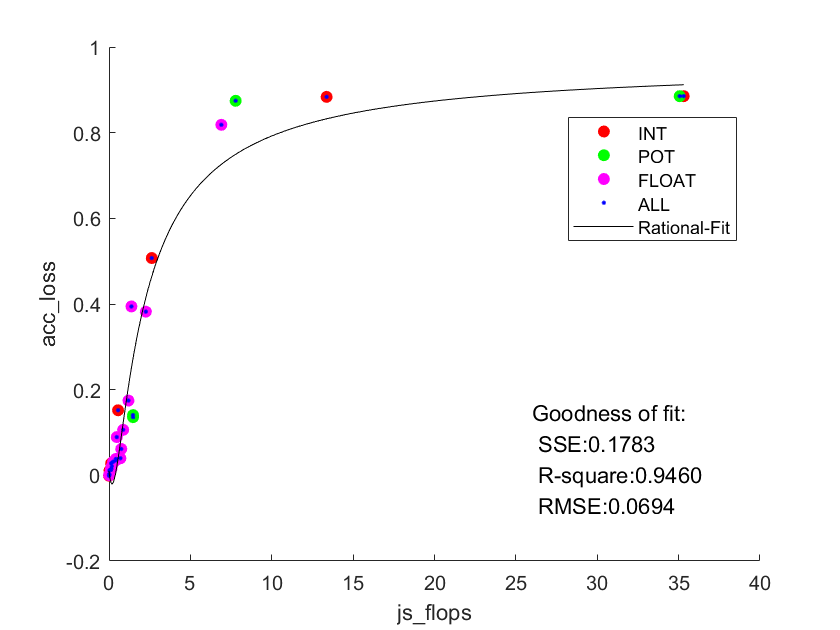 1
0.8
0.6
0.4
0.2
0
-0.2
acc_loss
INT
POT
FLOAT
ALL
Rational-Fit
Goodness of fit:
SSE:0.1783
R-square:0.9460
RMSE:0.0694
0 5 10 15 20 25 30 35 40
js_flops